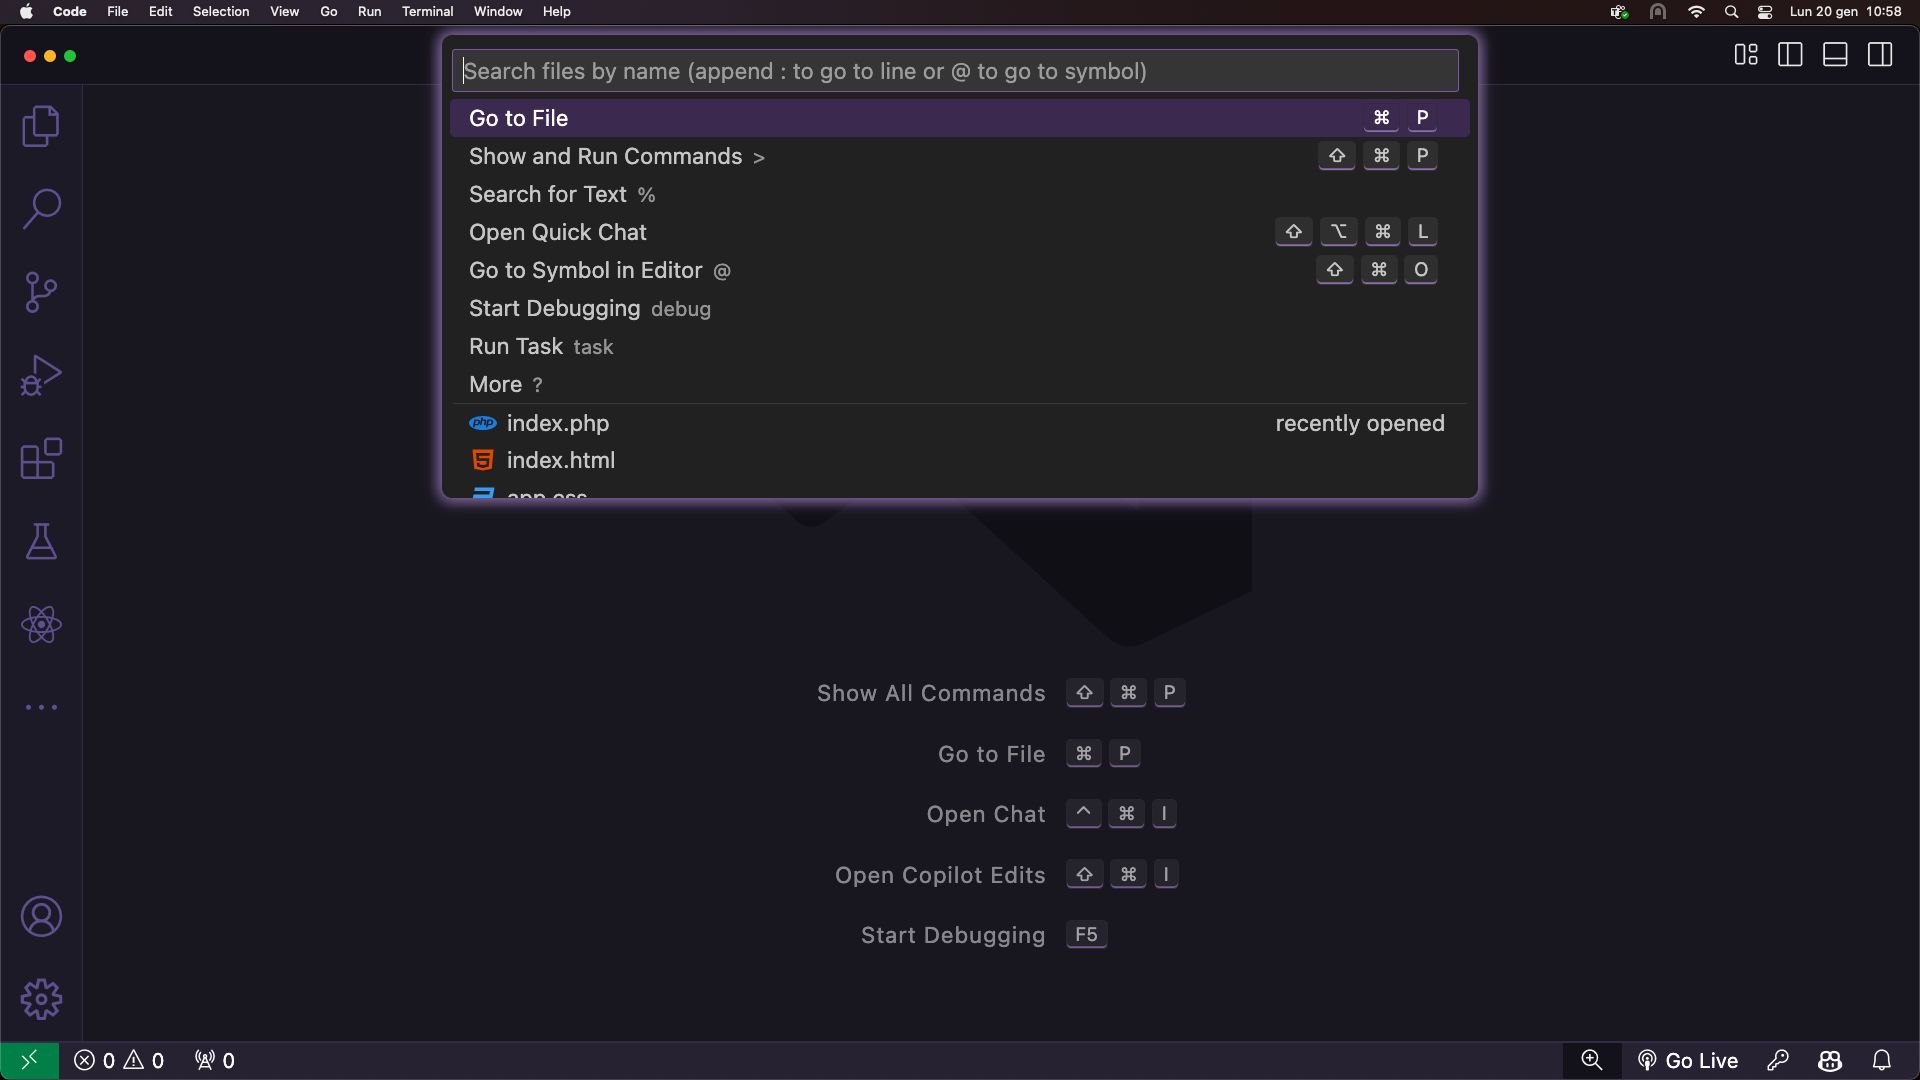 Code File Edit Selection View Go Run Terminal Window Help Lun 20 gen 10:58
Search files by name (append : to go to line or @ to go to symbol)
Go to File ⌘ P
Show and Run Commands > ⇧ ⌘ P
Search for Text %
Open Quick Chat ⇧ ⌥ ⌘ L
Go to Symbol in Editor @ ⇧ ⌘ O
Start Debugging debug
Run Task task
More ?
php index.php recently opened
index.html
app.css
Show All Commands ⇧ ⌘ P
Go to File ⌘ P
Open Chat ^ ⌘ I
Open Copilot Edits ⇧ ⌘ I
Start Debugging F5
0 0 0 Go Live